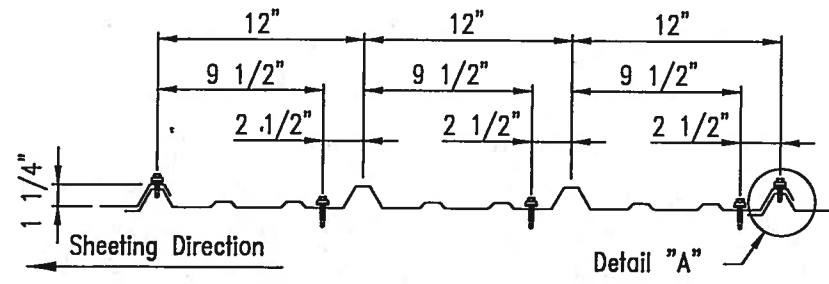 12" 12" 12"
9 1/2" 9 1/2" 9 1/2"
2 1/2" 2 1/2" 2 1/2"
1 1/4"
Sheeting Direction
Detail "A"